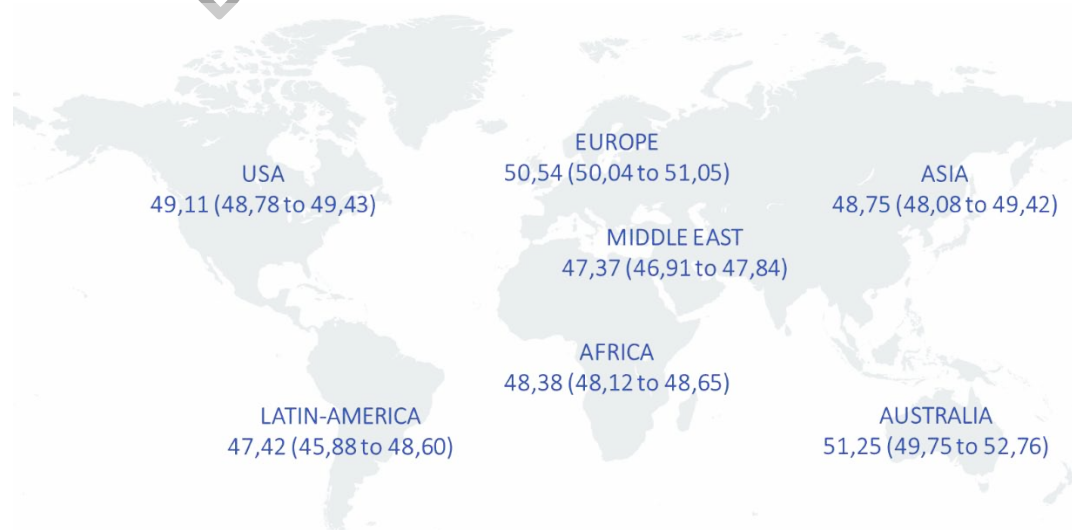 EUROPE
50,54 (50,04 to 51,05)
USA
49,11 (48,78 to 49,43)
ASIA
48,75 (48,08 to 49,42)
MIDDLE EAST
47,37 (46,91 to 47,84)
AFRICA
48,38 (48,12 to 48,65)
LATIN-AMERICA
47,42 (45,88 to 48,60)
AUSTRALIA
51,25 (49,75 to 52,76)